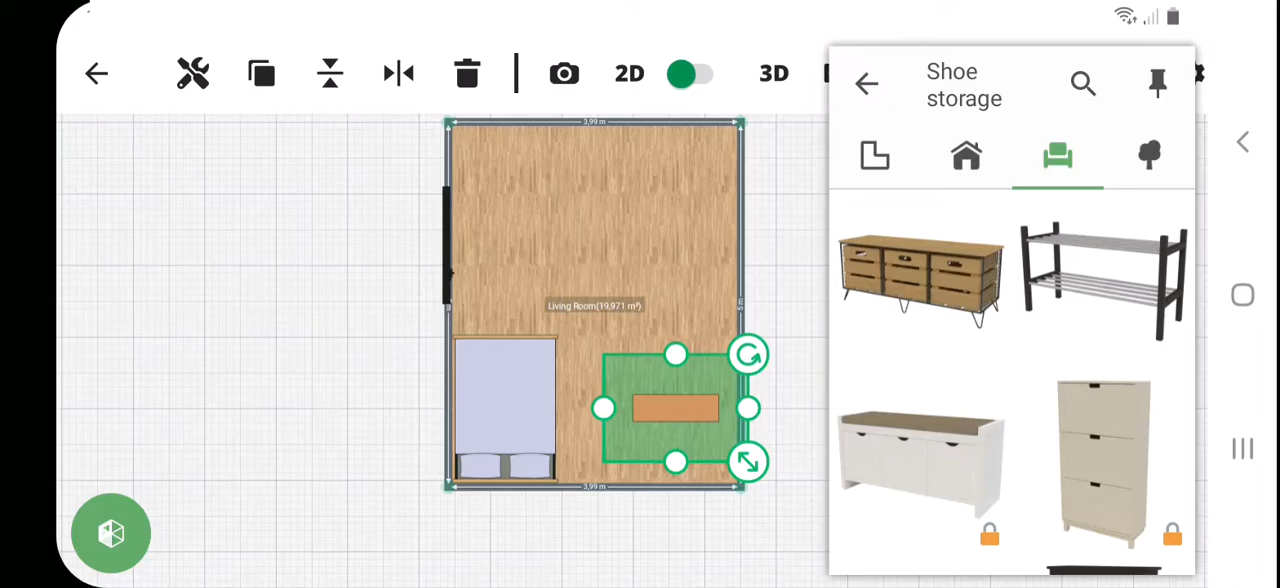 2D
3D
Shoe
storage
3,99 m
Living Room(19,971 m²)
3,99 m